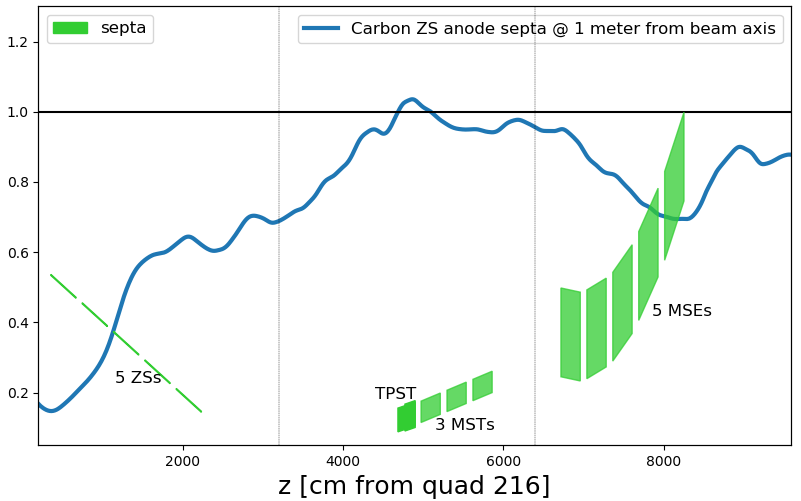 septa
Carbon ZS anode septa @ 1 meter from beam axis
1.2
1.0
0.8
0.6
0.4
0.2
5 ZSs
TPST
3 MSTs
5 MSEs
2000 4000 6000 8000
z [cm from quad 216]